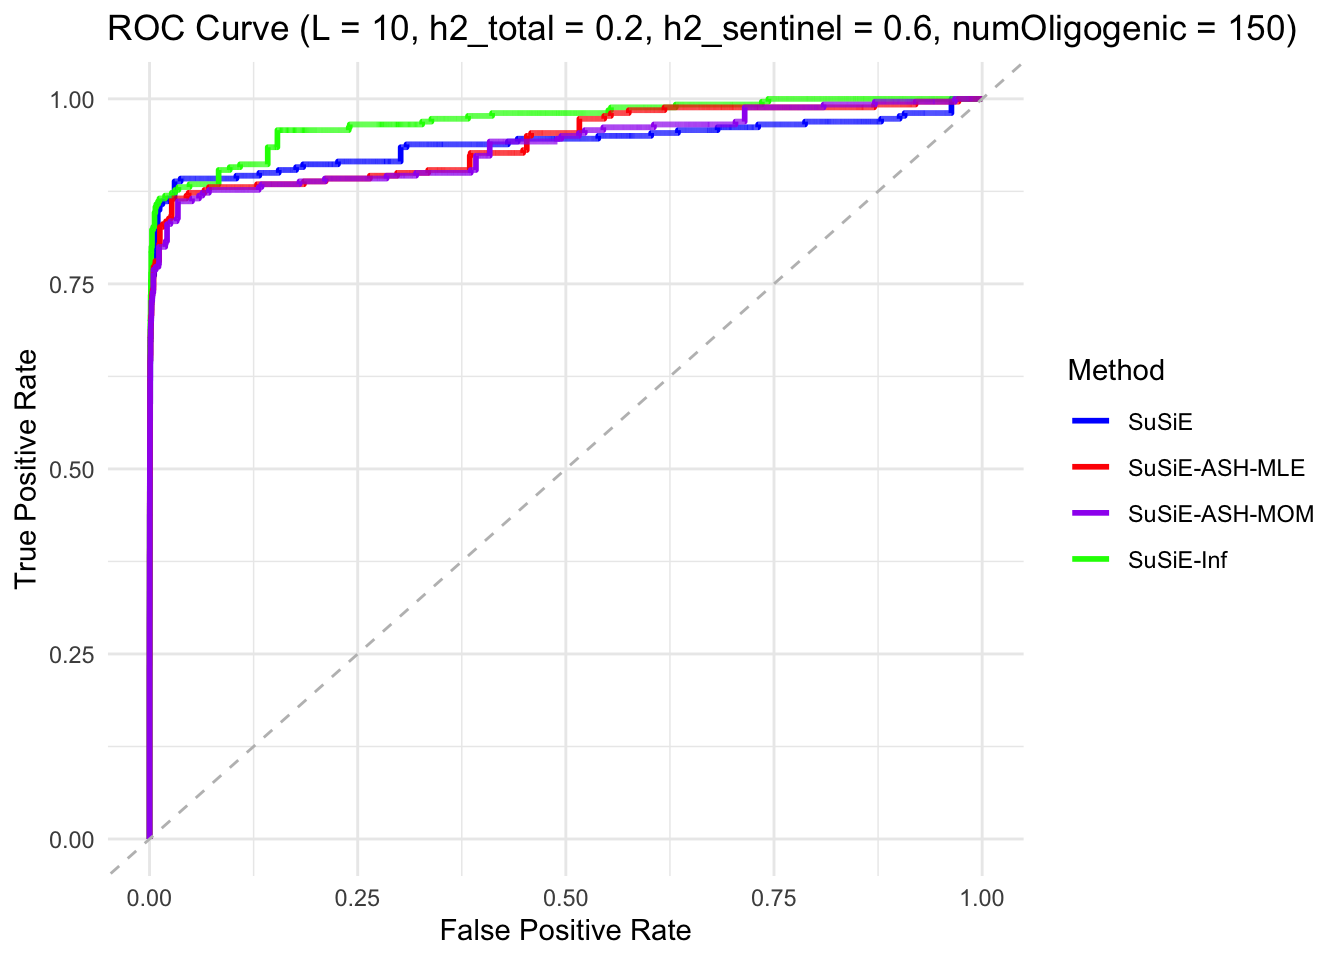 ROC Curve (L = 10, h2_total = 0.2, h2_sentinel = 0.6, numOligogenic = 150)
True Positive Rate
1.00
0.75
0.50
0.25
0.00
0.00 0.25 0.50 0.75 1.00
False Positive Rate
Method
SuSiE
SuSiE-ASH-MLE
SuSiE-ASH-MOM
SuSiE-Inf